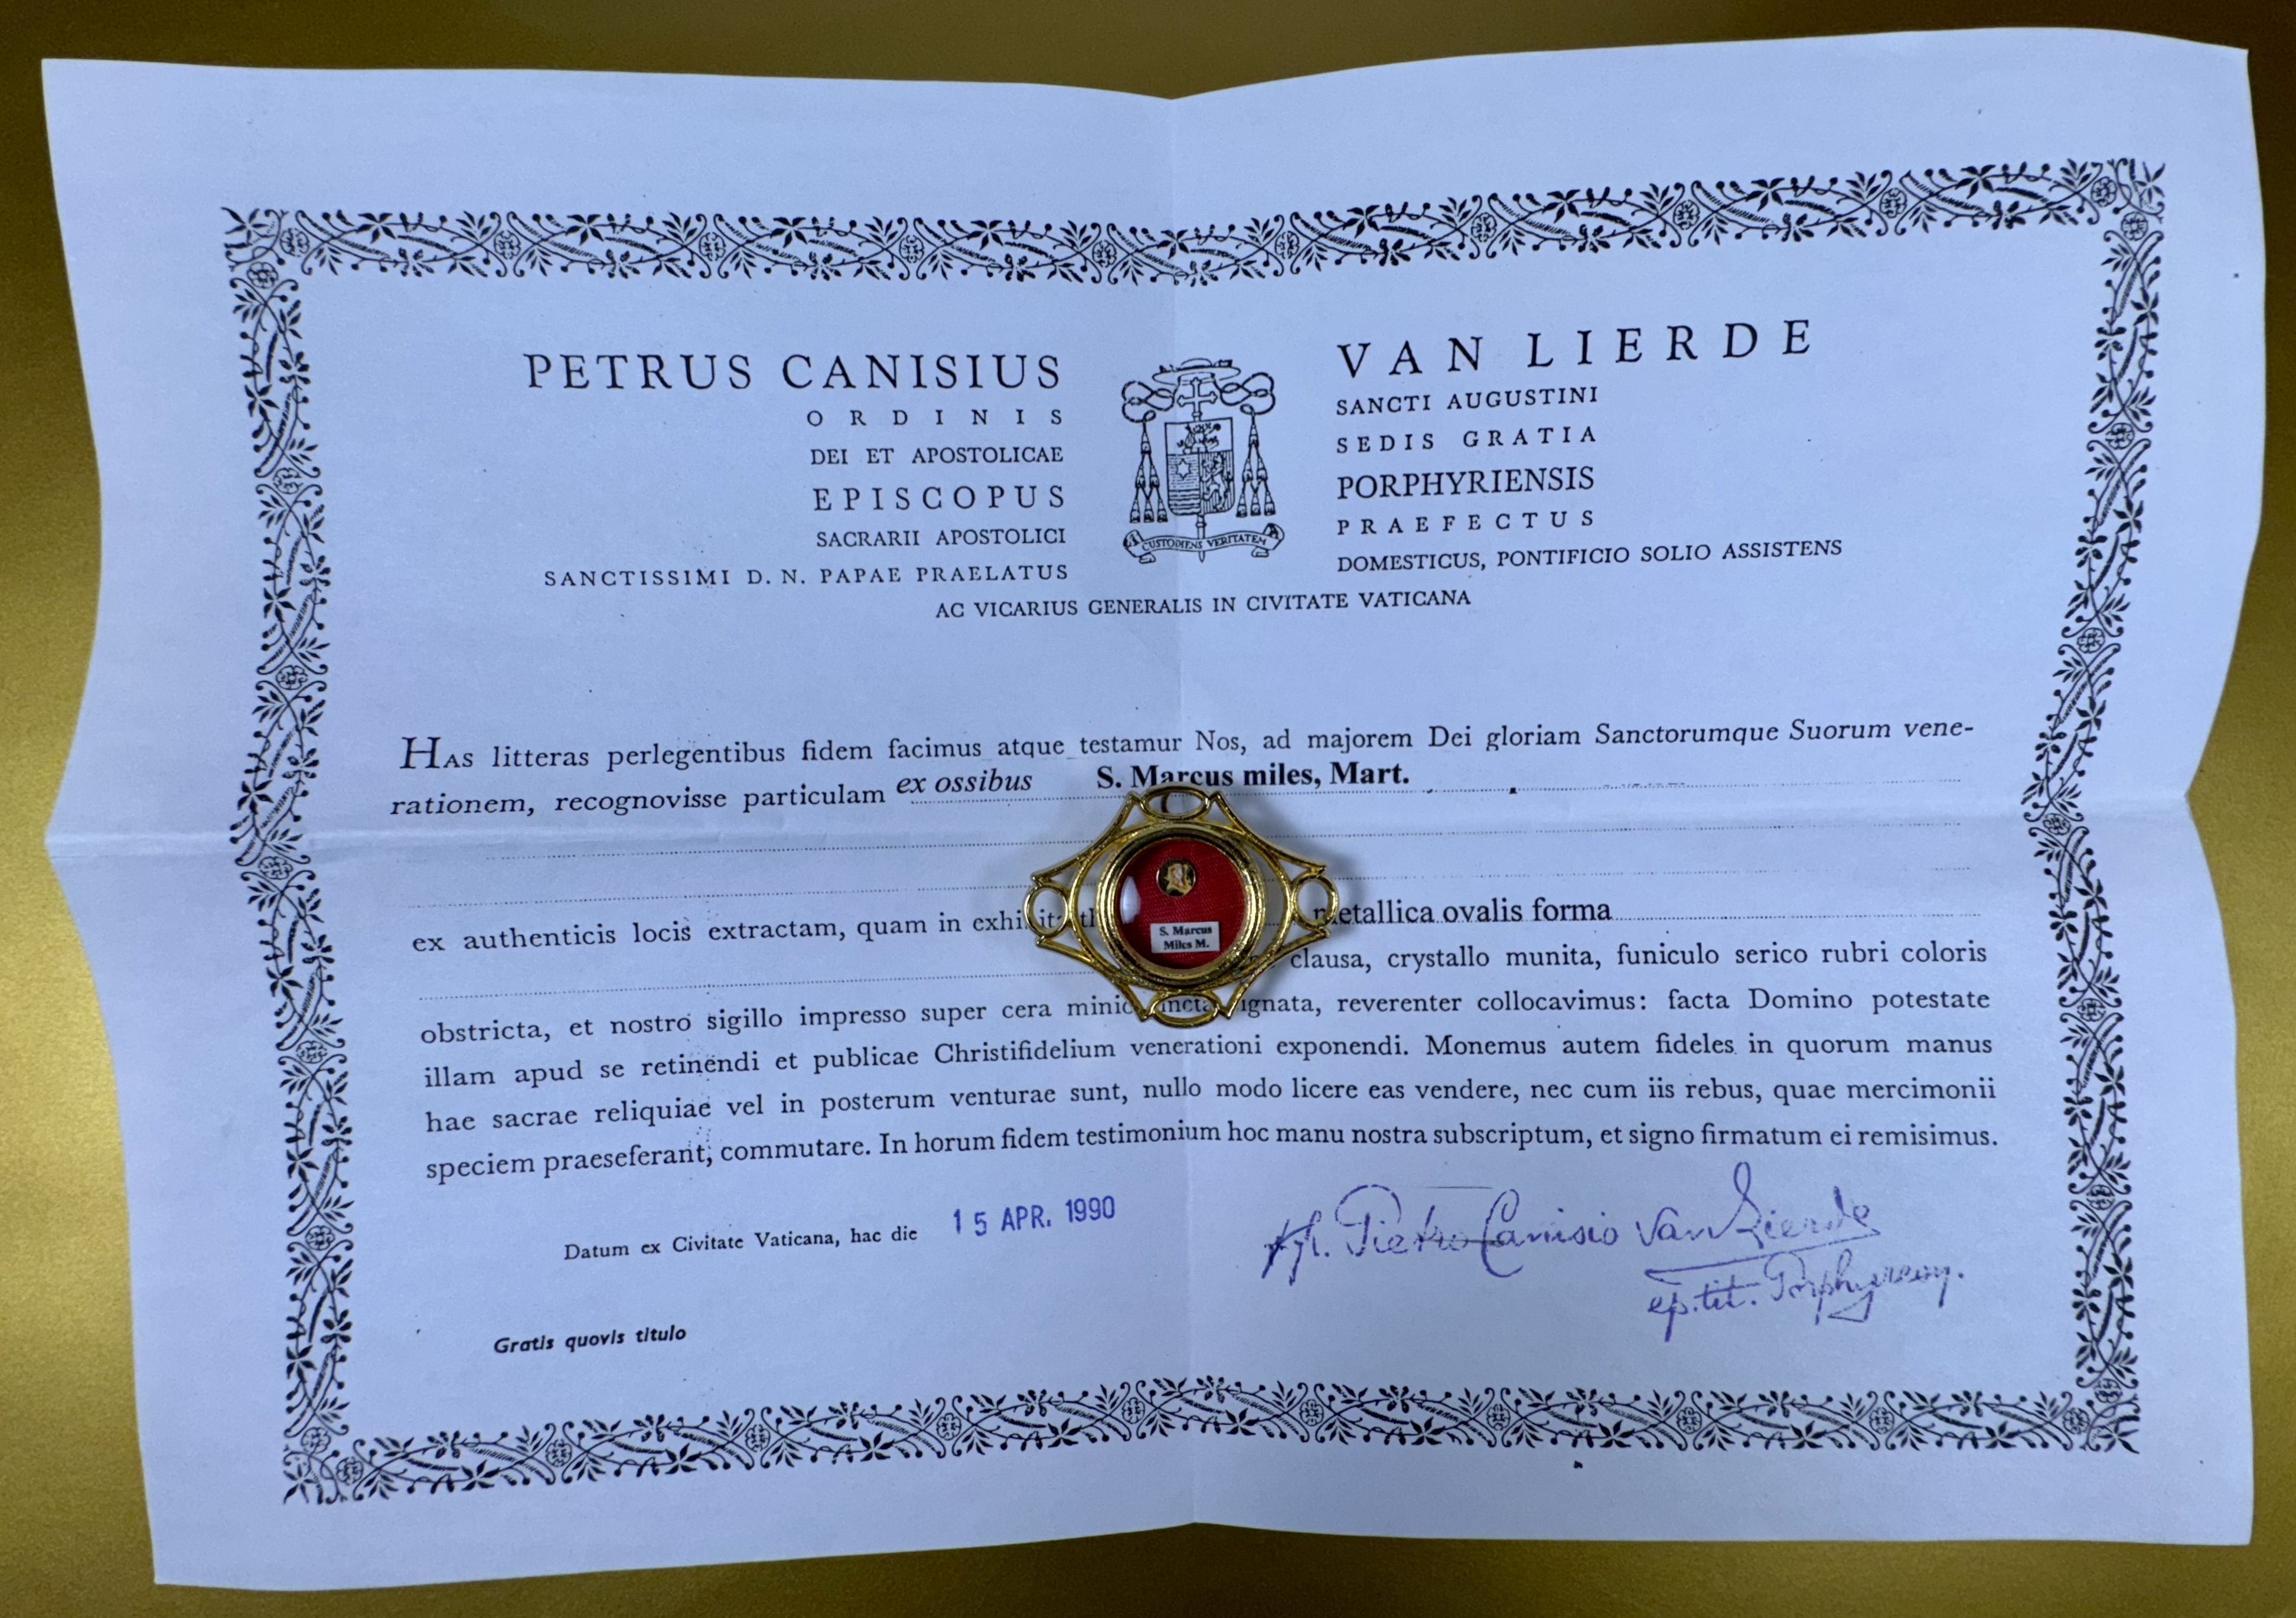 PETRUS CANISIUS VAN LIERDE
ORDINIS SANCTI AUGUSTINI
DEI ET APOSTOLICAE SEDIS GRATIA
EPISCOPUS PORPHYRIENSIS
SACRARII APOSTOLICI PRAEFECTUS
SANCTISSIMI D. N. PAPAE PRAELATUS DOMESTICUS, PONTIFICIO SOLIO ASSISTENS
CUSTODIENS VERITATEM
AC VICARIUS GENERALIS IN CIVITATE VATICANA
HAS litteras perlegentibus fidem facimus atque testamur Nos, ad majorem Dei gloriam Sanctorumque Suorum vene-
rationem, recognovisse particulam ex ossibus S. Marcus miles, Mart.
ex authenticis locis extractam, quam in metallica ovalis forma
S. Marcus
Miles M.
clausa, crystallo munita, funiculo serico rubri coloris
obstricta, et nostro sigillo impresso super cera reverenter collocavimus: facta Domino potestate
illam apud se retinendi et publicae Christifidelium venerationi exponendi. Monemus autem fideles in quorum manus
hae sacrae reliquiae vel in posterum venturae sunt, nullo modo licere eas vendere, nec cum iis rebus, quae mercimonii
speciem praeseferant, commutare. In horum fidem testimonium hoc manu nostra subscriptum, et signo firmatum ei remisimus.
Datum ex Civitate Vaticana, hac die 15 APR. 1990
Pietro Canisio Van Lierde
ep. tit.
Gratis quovis titulo